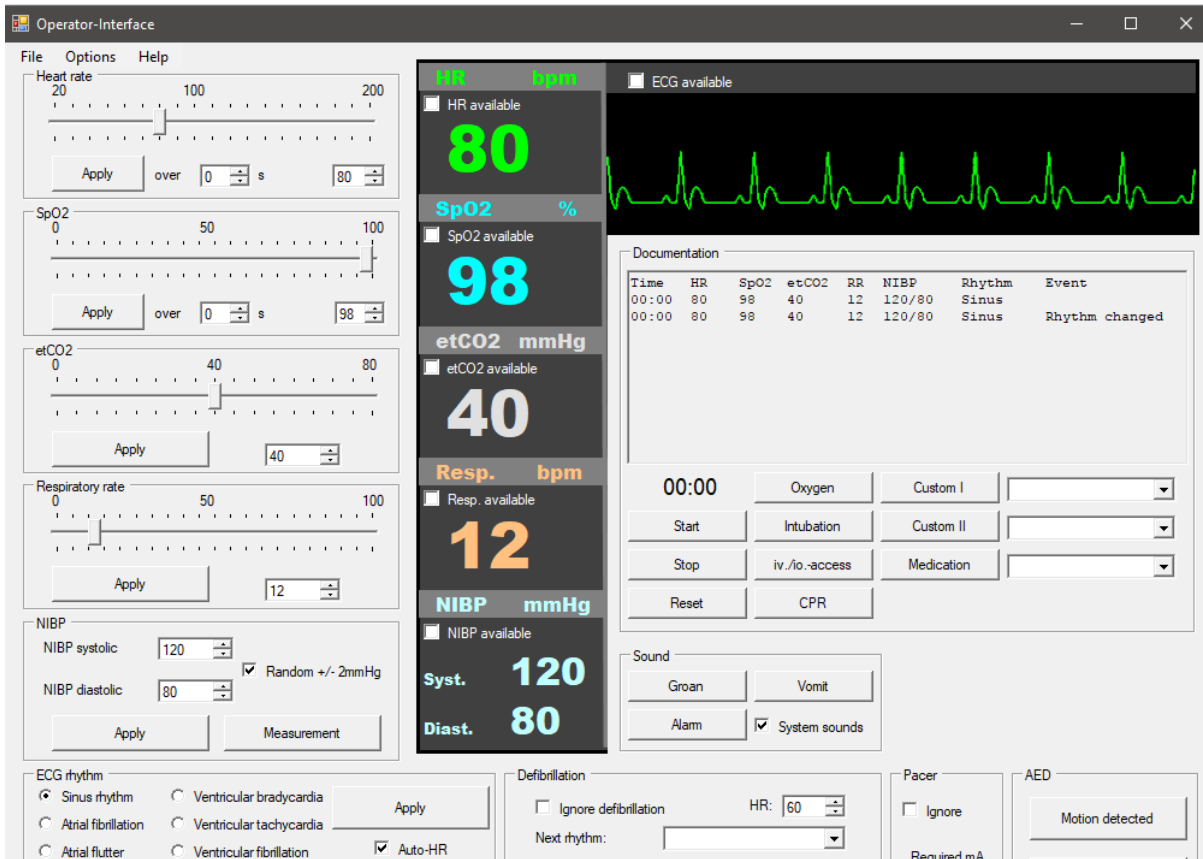 Operator-Interface
File Options Help
Heart rate
20 100 200
Apply over 0 s 80
SpO2
0 50 100
Apply over 0 s 98
etCO2
0 40 80
Apply 40
Respiratory rate
0 50 100
Apply 12
NIBP
NIBP systolic 120
Random +/- 2mmHg
NIBP diastolic 80
Apply Measurement
HR bpm
HR available
80
SpO2 %
SpO2 available
98
etCO2 mmHg
etCO2 available
40
Resp. bpm
Resp. available
12
NIBP mmHg
NIBP available
Syst. 120
Diast. 80
ECG available
Documentation
Time HR SpO2 etCO2 RR NIBP Rhythm Event
00:00 80 98 40 12 120/80 Sinus
00:00 80 98 40 12 120/80 Sinus Rhythm changed
00:00 Oxygen Custom I
Start Intubation Custom II
Stop iv./io.-access Medication
Reset CPR
Sound
Groan Vomit
Alarm System sounds
ECG rhythm
Sinus rhythm Ventricular bradycardia Apply
Atrial fibrillation Ventricular tachycardia
Atrial flutter Ventricular fibrillation Auto-HR
Defibrillation
Ignore defibrillation HR: 60
Next rhythm:
Pacer
Ignore
Required mA
AED
Motion detected